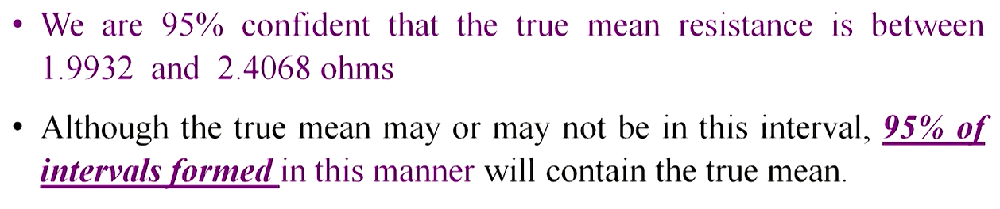 • We are 95% confident that the true mean resistance is between
1.9932 and 2.4068 ohms
• Although the true mean may or may not be in this interval, 95% of
intervals formed in this manner will contain the true mean.